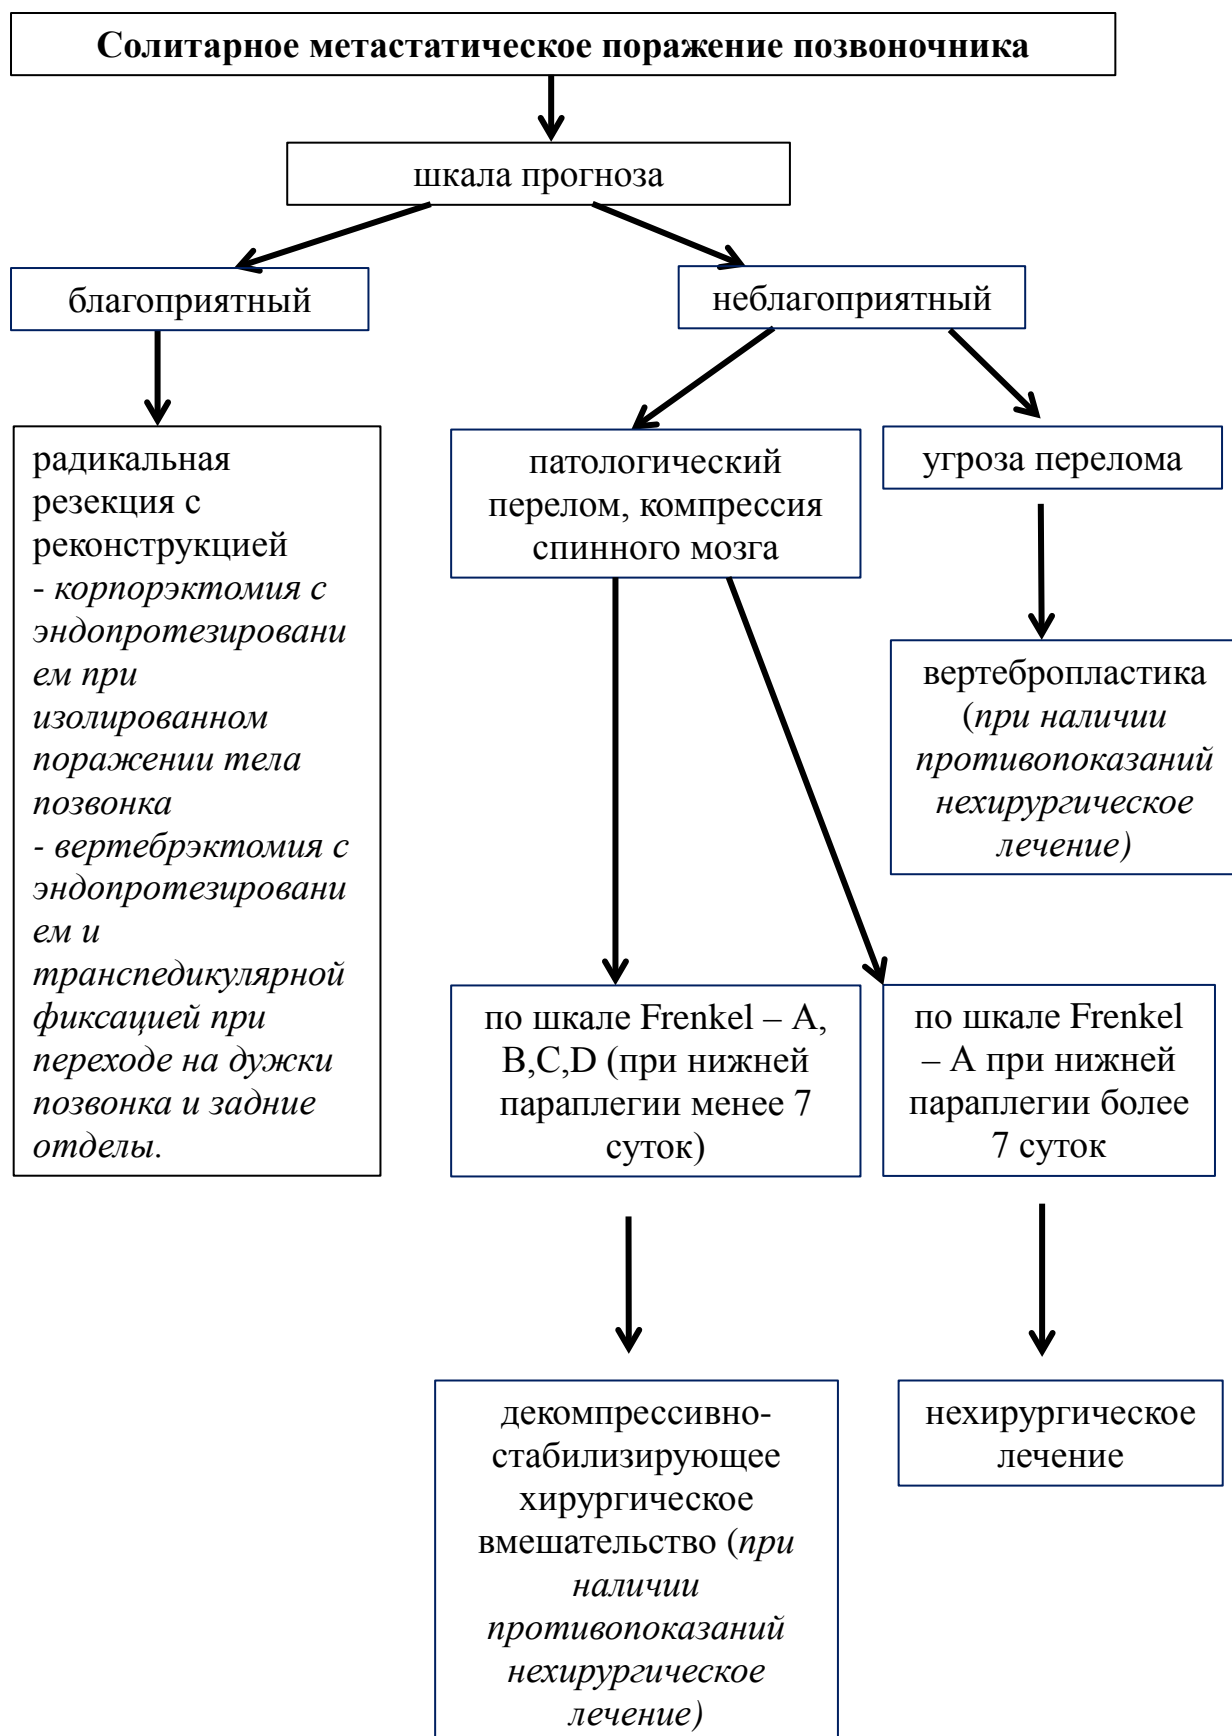 Солитарное метастатическое поражение позвоночника
шкала прогноза
благоприятный
неблагоприятный
радикальная
резекция с
реконструкцией
- корпорэктомия с
эндопротезировани
ем при
изолированном
поражении тела
позвонка
- вертебрэктомия с
эндопротезировани
ем и
транспедикулярной
фиксацией при
переходе на дужки
позвонка и задние
отделы.
патологический
перелом, компрессия
спинного мозга
угроза перелома
вертебропластика
(при наличии
противопоказаний
нехирургическое
лечение)
по шкале Frenkel – A,
B,C,D (при нижней
параплегии менее 7
суток)
по шкале Frenkel
– A при нижней
параплегии более
7 суток
декомпрессивно-
стабилизирующее
хирургическое
вмешательство (при
наличии
противопоказаний
нехирургическое
лечение)
нехирургическое
лечение